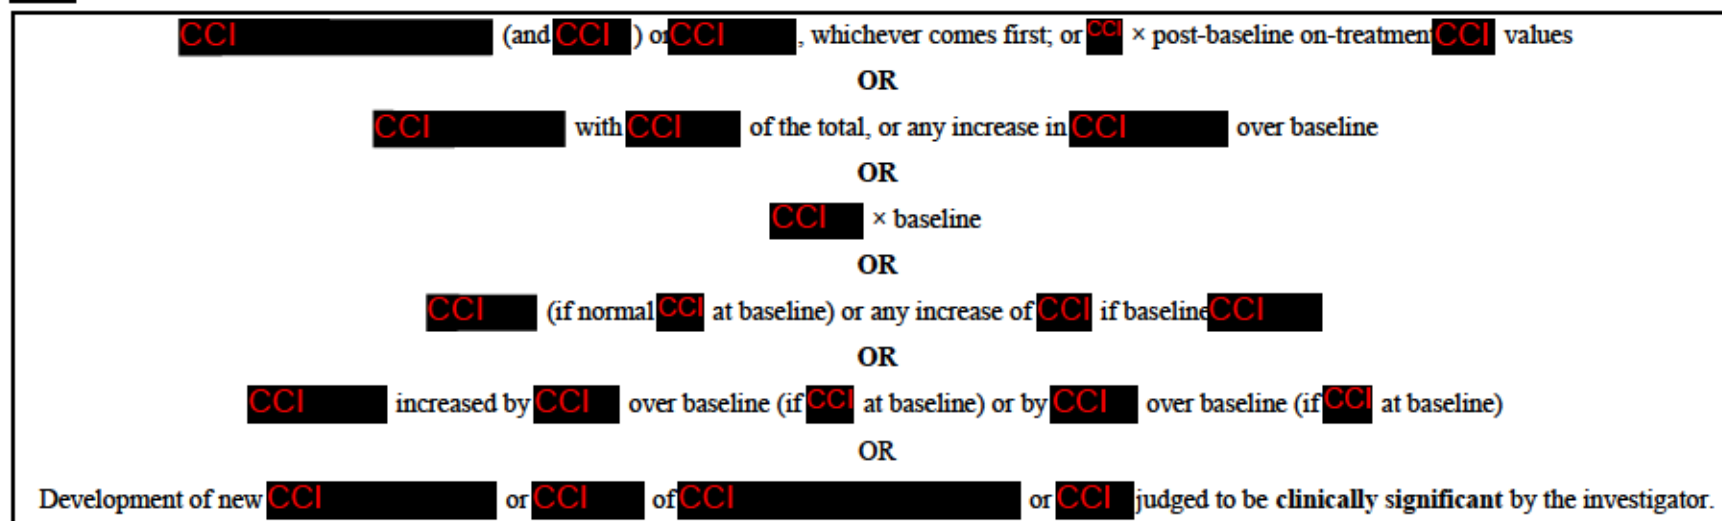 CCI (and CCI ) or CCI , whichever comes first; or CCI × post-baseline on-treatment CCI values
OR
CCI with CCI of the total, or any increase in CCI over baseline
OR
CCI × baseline
OR
CCI (if normal CCI at baseline) or any increase of CCI if baseline CCI
OR
CCI increased by CCI over baseline (if CCI at baseline) or by CCI over baseline (if CCI at baseline)
OR
Development of new CCI or CCI of CCI or CCI judged to be clinically significant by the investigator.